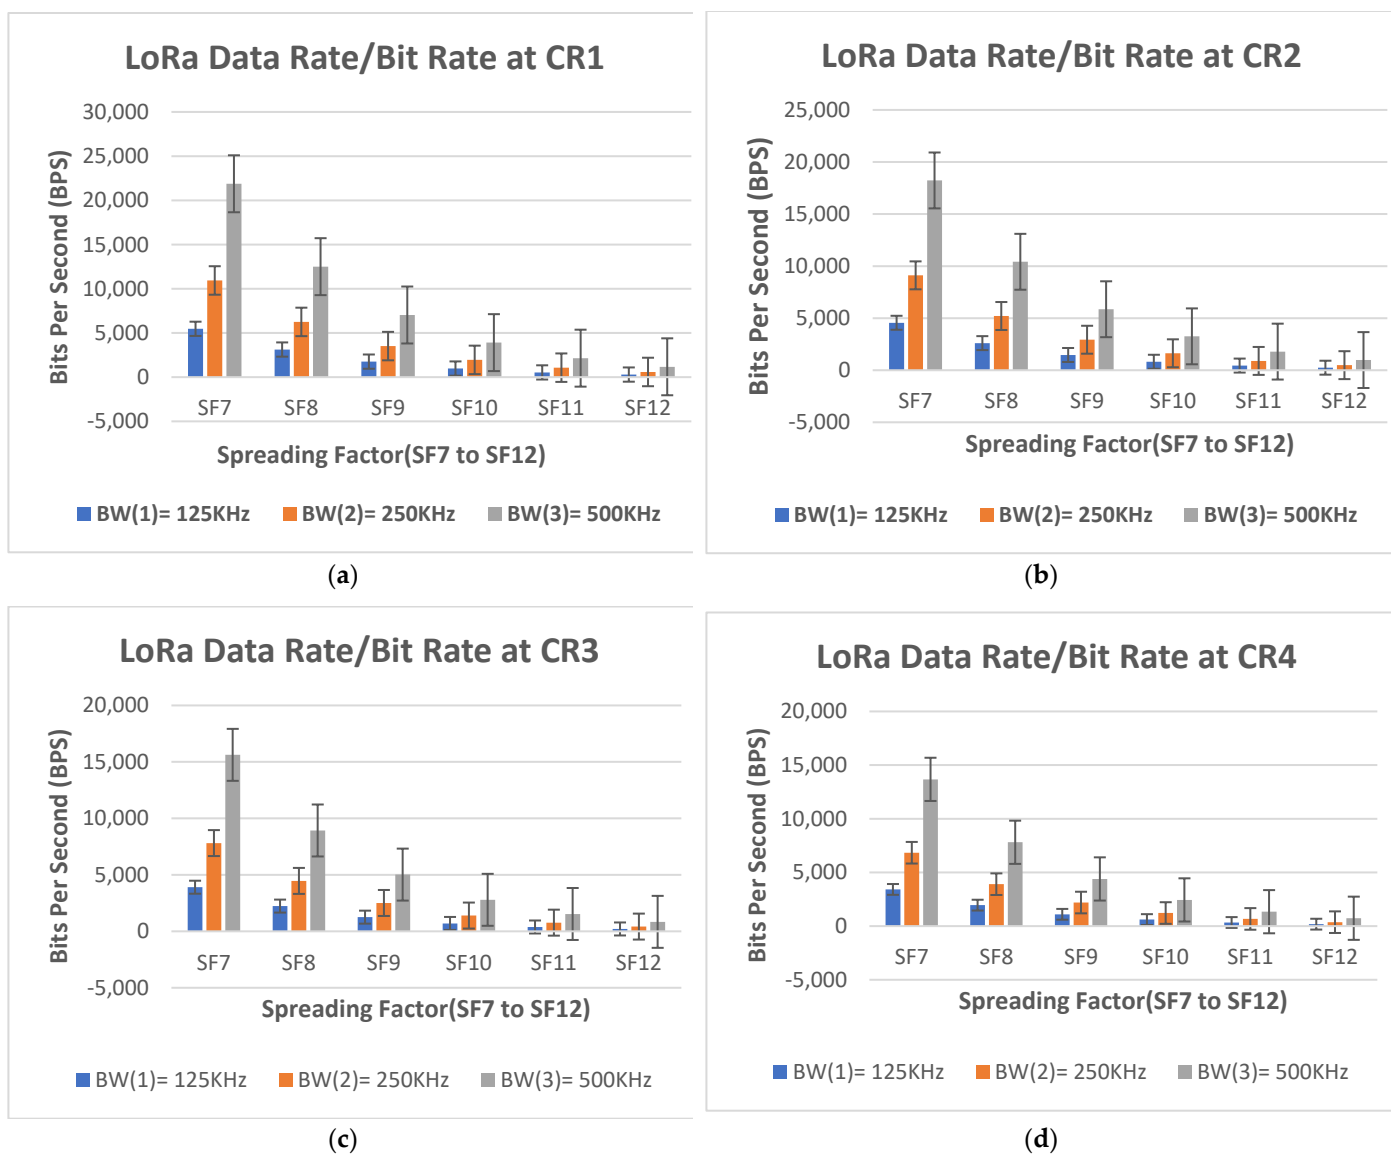 LoRa Data Rate/Bit Rate at CR1
30,000
25,000
20,000
15,000
10,000
5,000
0
-5,000
Bits Per Second (BPS)
SF7 SF8 SF9 SF10 SF11 SF12
Spreading Factor(SF7 to SF12)
BW(1)= 125KHz BW(2)= 250KHz BW(3)= 500KHz
(a)
LoRa Data Rate/Bit Rate at CR2
25,000
20,000
15,000
10,000
5,000
0
-5,000
Bits Per Second (BPS)
SF7 SF8 SF9 SF10 SF11 SF12
Spreading Factor(SF7 to SF12)
BW(1)= 125KHz BW(2)= 250KHz BW(3)= 500KHz
(b)
LoRa Data Rate/Bit Rate at CR3
20,000
15,000
10,000
5,000
0
-5,000
Bits Per Second (BPS)
SF7 SF8 SF9 SF10 SF11 SF12
Spreading Factor(SF7 to SF12)
BW(1)= 125KHz BW(2)= 250KHz BW(3)= 500KHz
(c)
LoRa Data Rate/Bit Rate at CR4
20,000
15,000
10,000
5,000
0
-5,000
Bits Per Second (BPS)
SF7 SF8 SF9 SF10 SF11 SF12
Spreading Factor(SF7 to SF12)
BW(1)= 125KHz BW(2)= 250KHz BW(3)= 500KHz
(d)